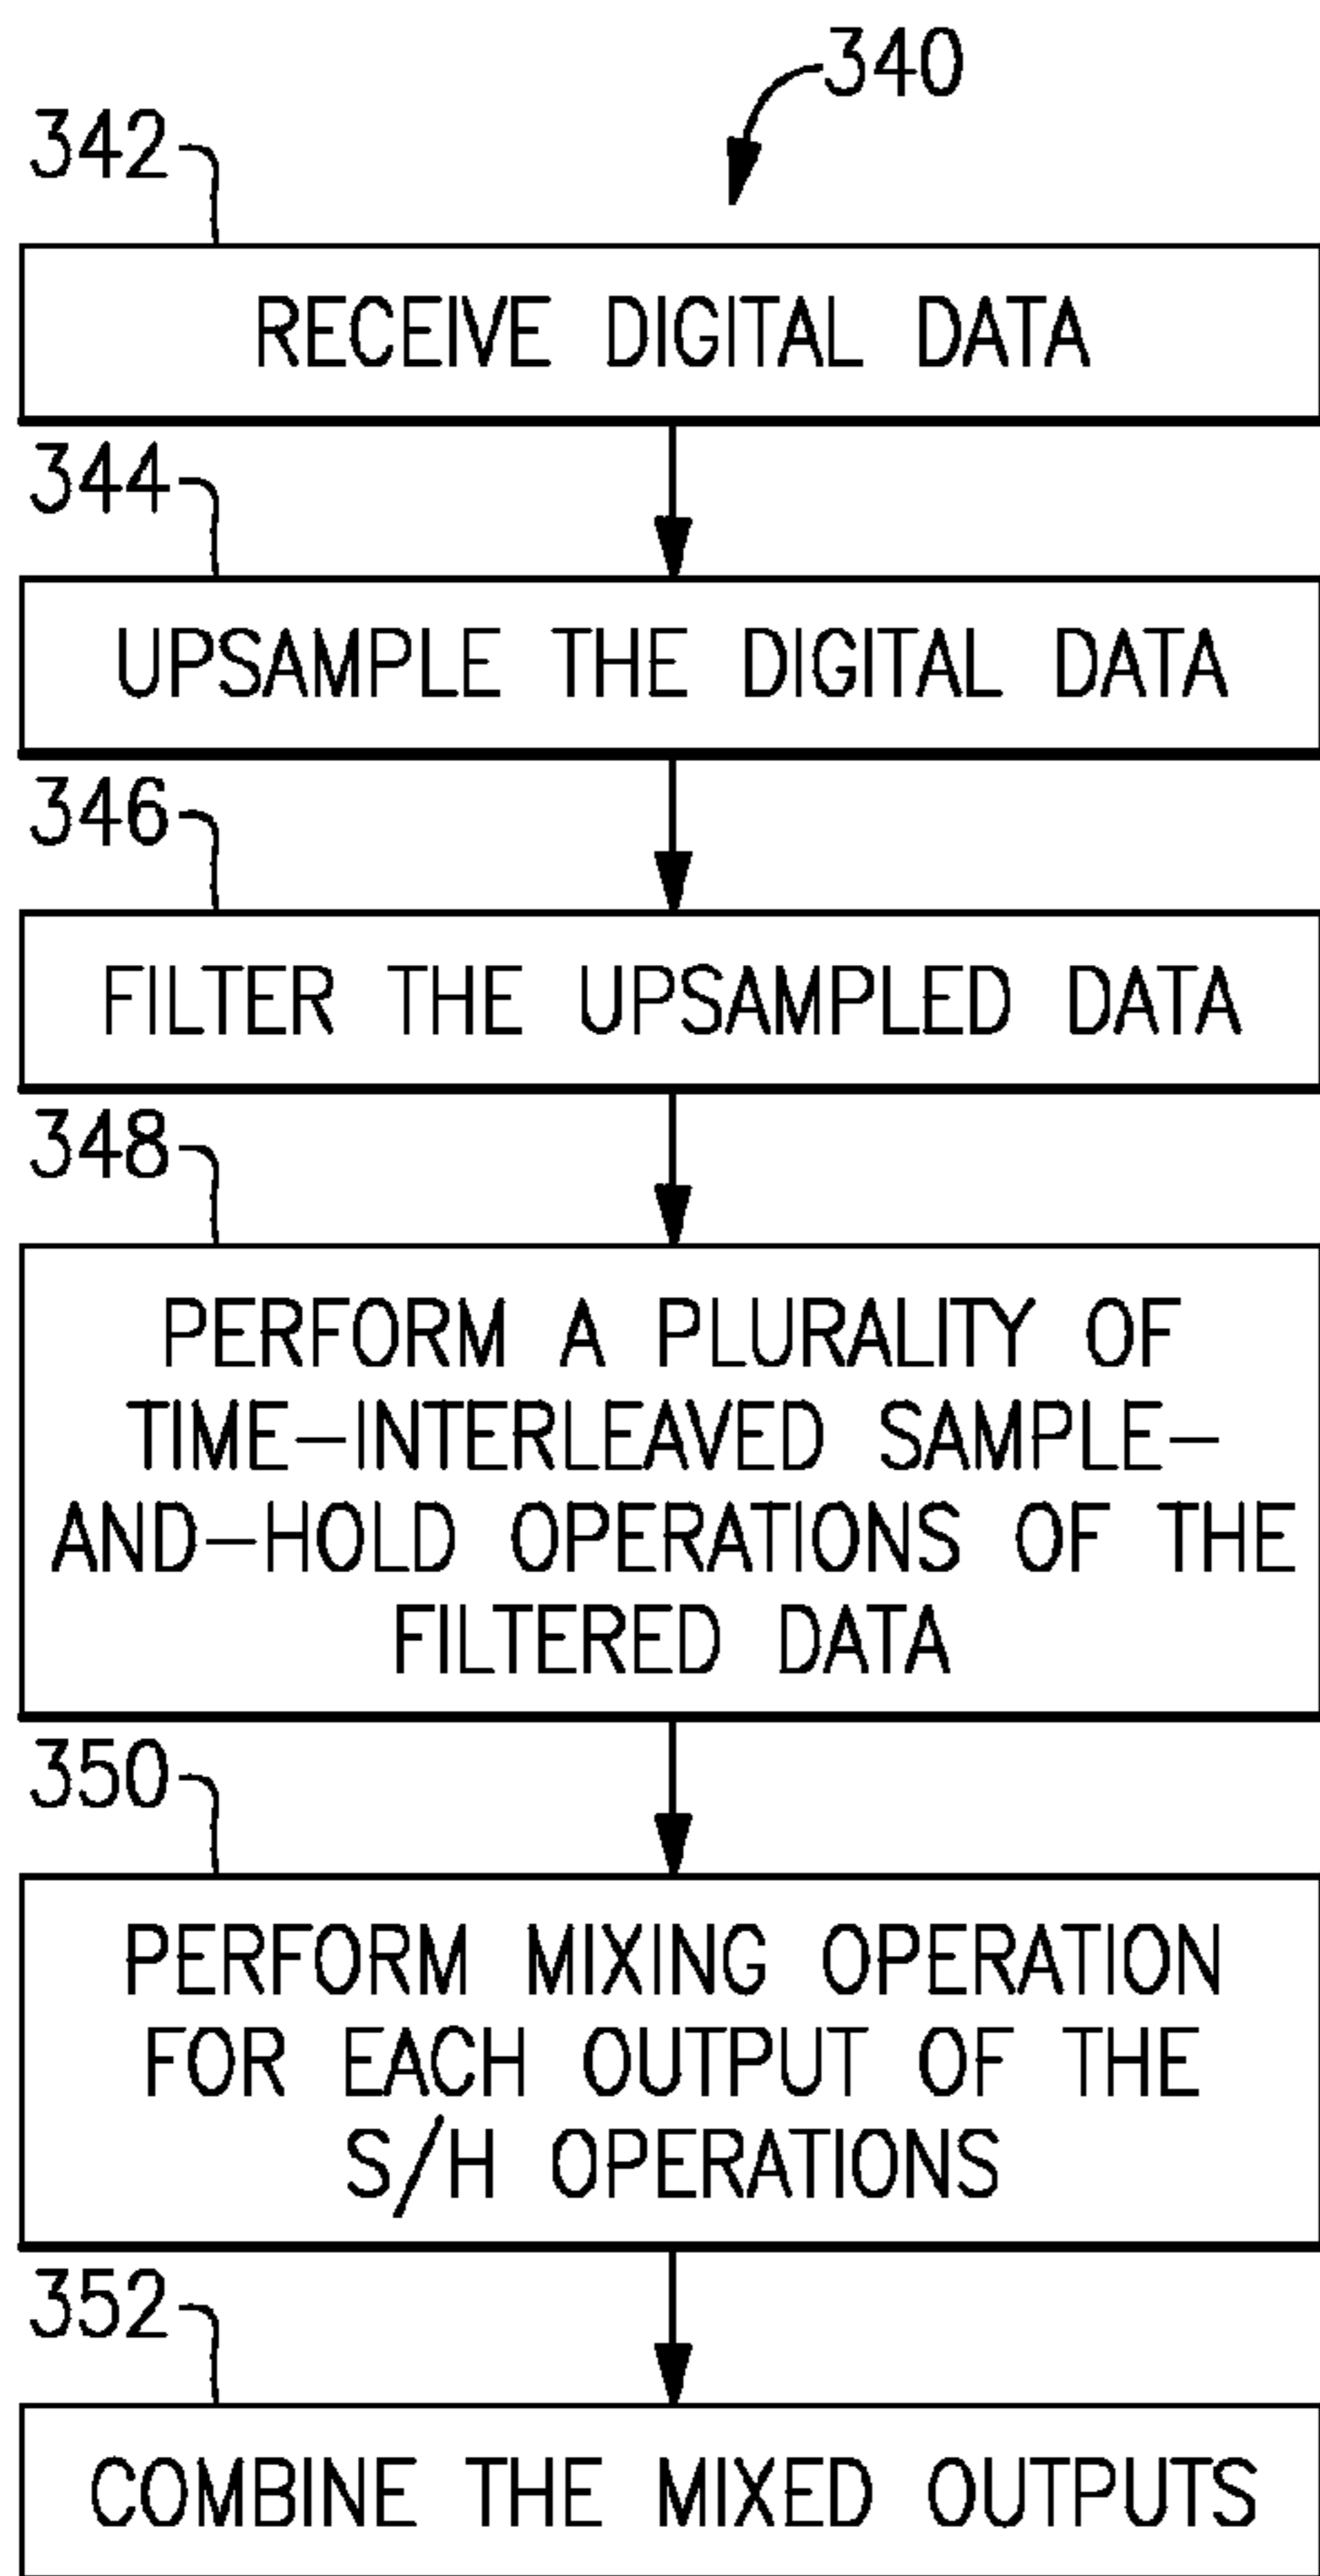 340
342
RECEIVE DIGITAL DATA
344
UPSAMPLE THE DIGITAL DATA
346
FILTER THE UPSAMPLED DATA
348
PERFORM A PLURALITY OF
TIME-INTERLEAVED SAMPLE-
AND-HOLD OPERATIONS OF THE
FILTERED DATA
350
PERFORM MIXING OPERATION
FOR EACH OUTPUT OF THE
S/H OPERATIONS
352
COMBINE THE MIXED OUTPUTS